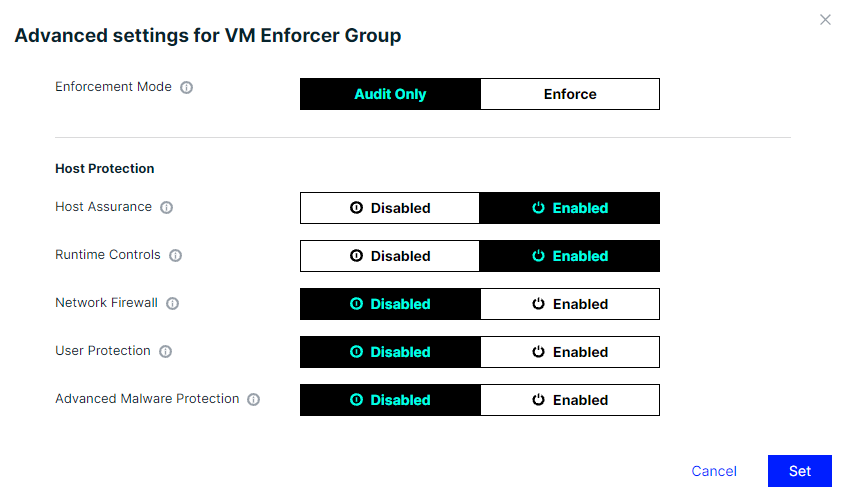 Advanced settings for VM Enforcer Group
Enforcement Mode Audit Only Enforce
Host Protection
Host Assurance Disabled Enabled
Runtime Controls Disabled Enabled
Network Firewall Disabled Enabled
User Protection Disabled Enabled
Advanced Malware Protection Disabled Enabled
Cancel Set